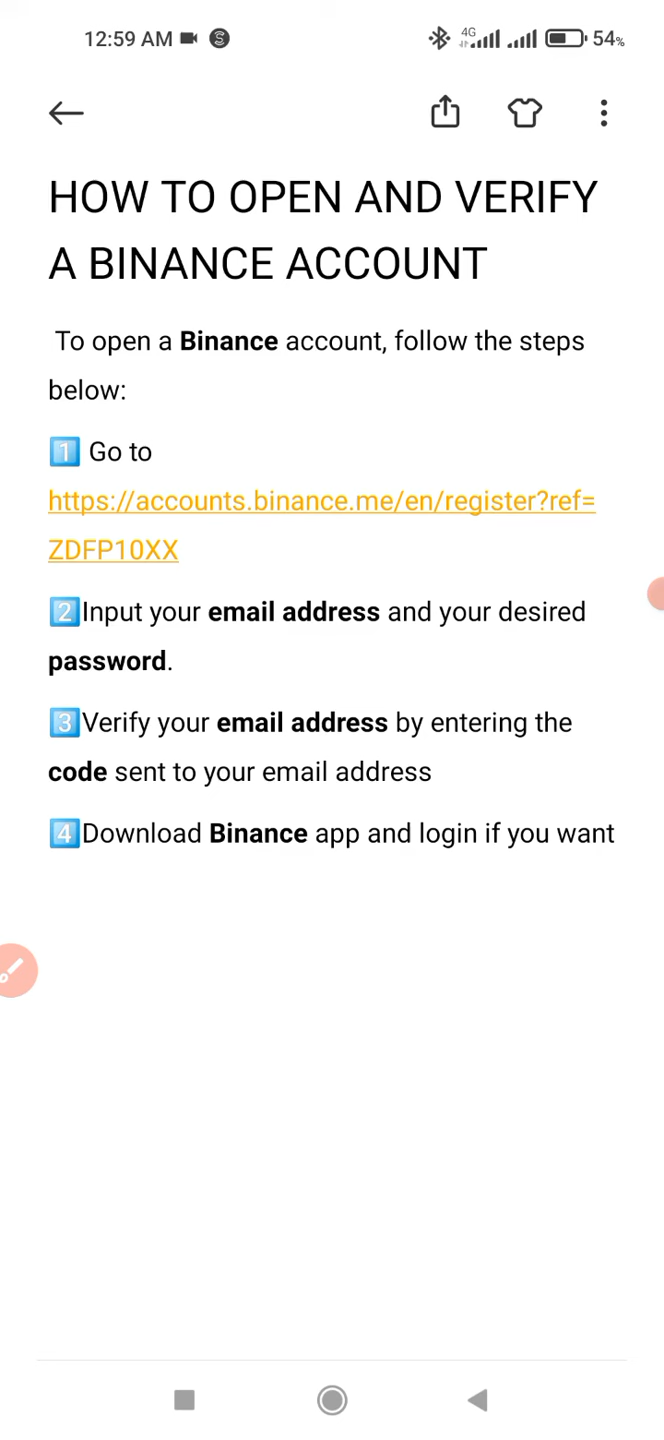 12:59 AM
4G
54%
HOW TO OPEN AND VERIFY
A BINANCE ACCOUNT
To open a Binance account, follow the steps
below:
1️⃣ Go to
https://accounts.binance.me/en/register?ref=
ZDFP10XX
2️⃣Input your email address and your desired
password.
3️⃣Verify your email address by entering the
code sent to your email address
4️⃣Download Binance app and login if you want